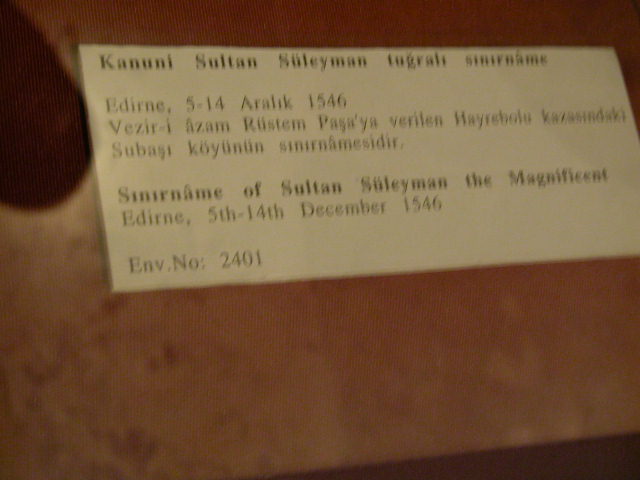 Kanuni Sultan Süleyman tuğralı sınırnâme
Edirne, 5-14 Aralık 1546
Vezir-i âzam Rüstem Paşa'ya verilen Hayrebolu kazasındaki
Subaşı köyünün sınırnâmesidir.
Sınırnâme of Sultan Süleyman the Magnificent
Edirne, 5th-14th December 1546
Env.No: 2401